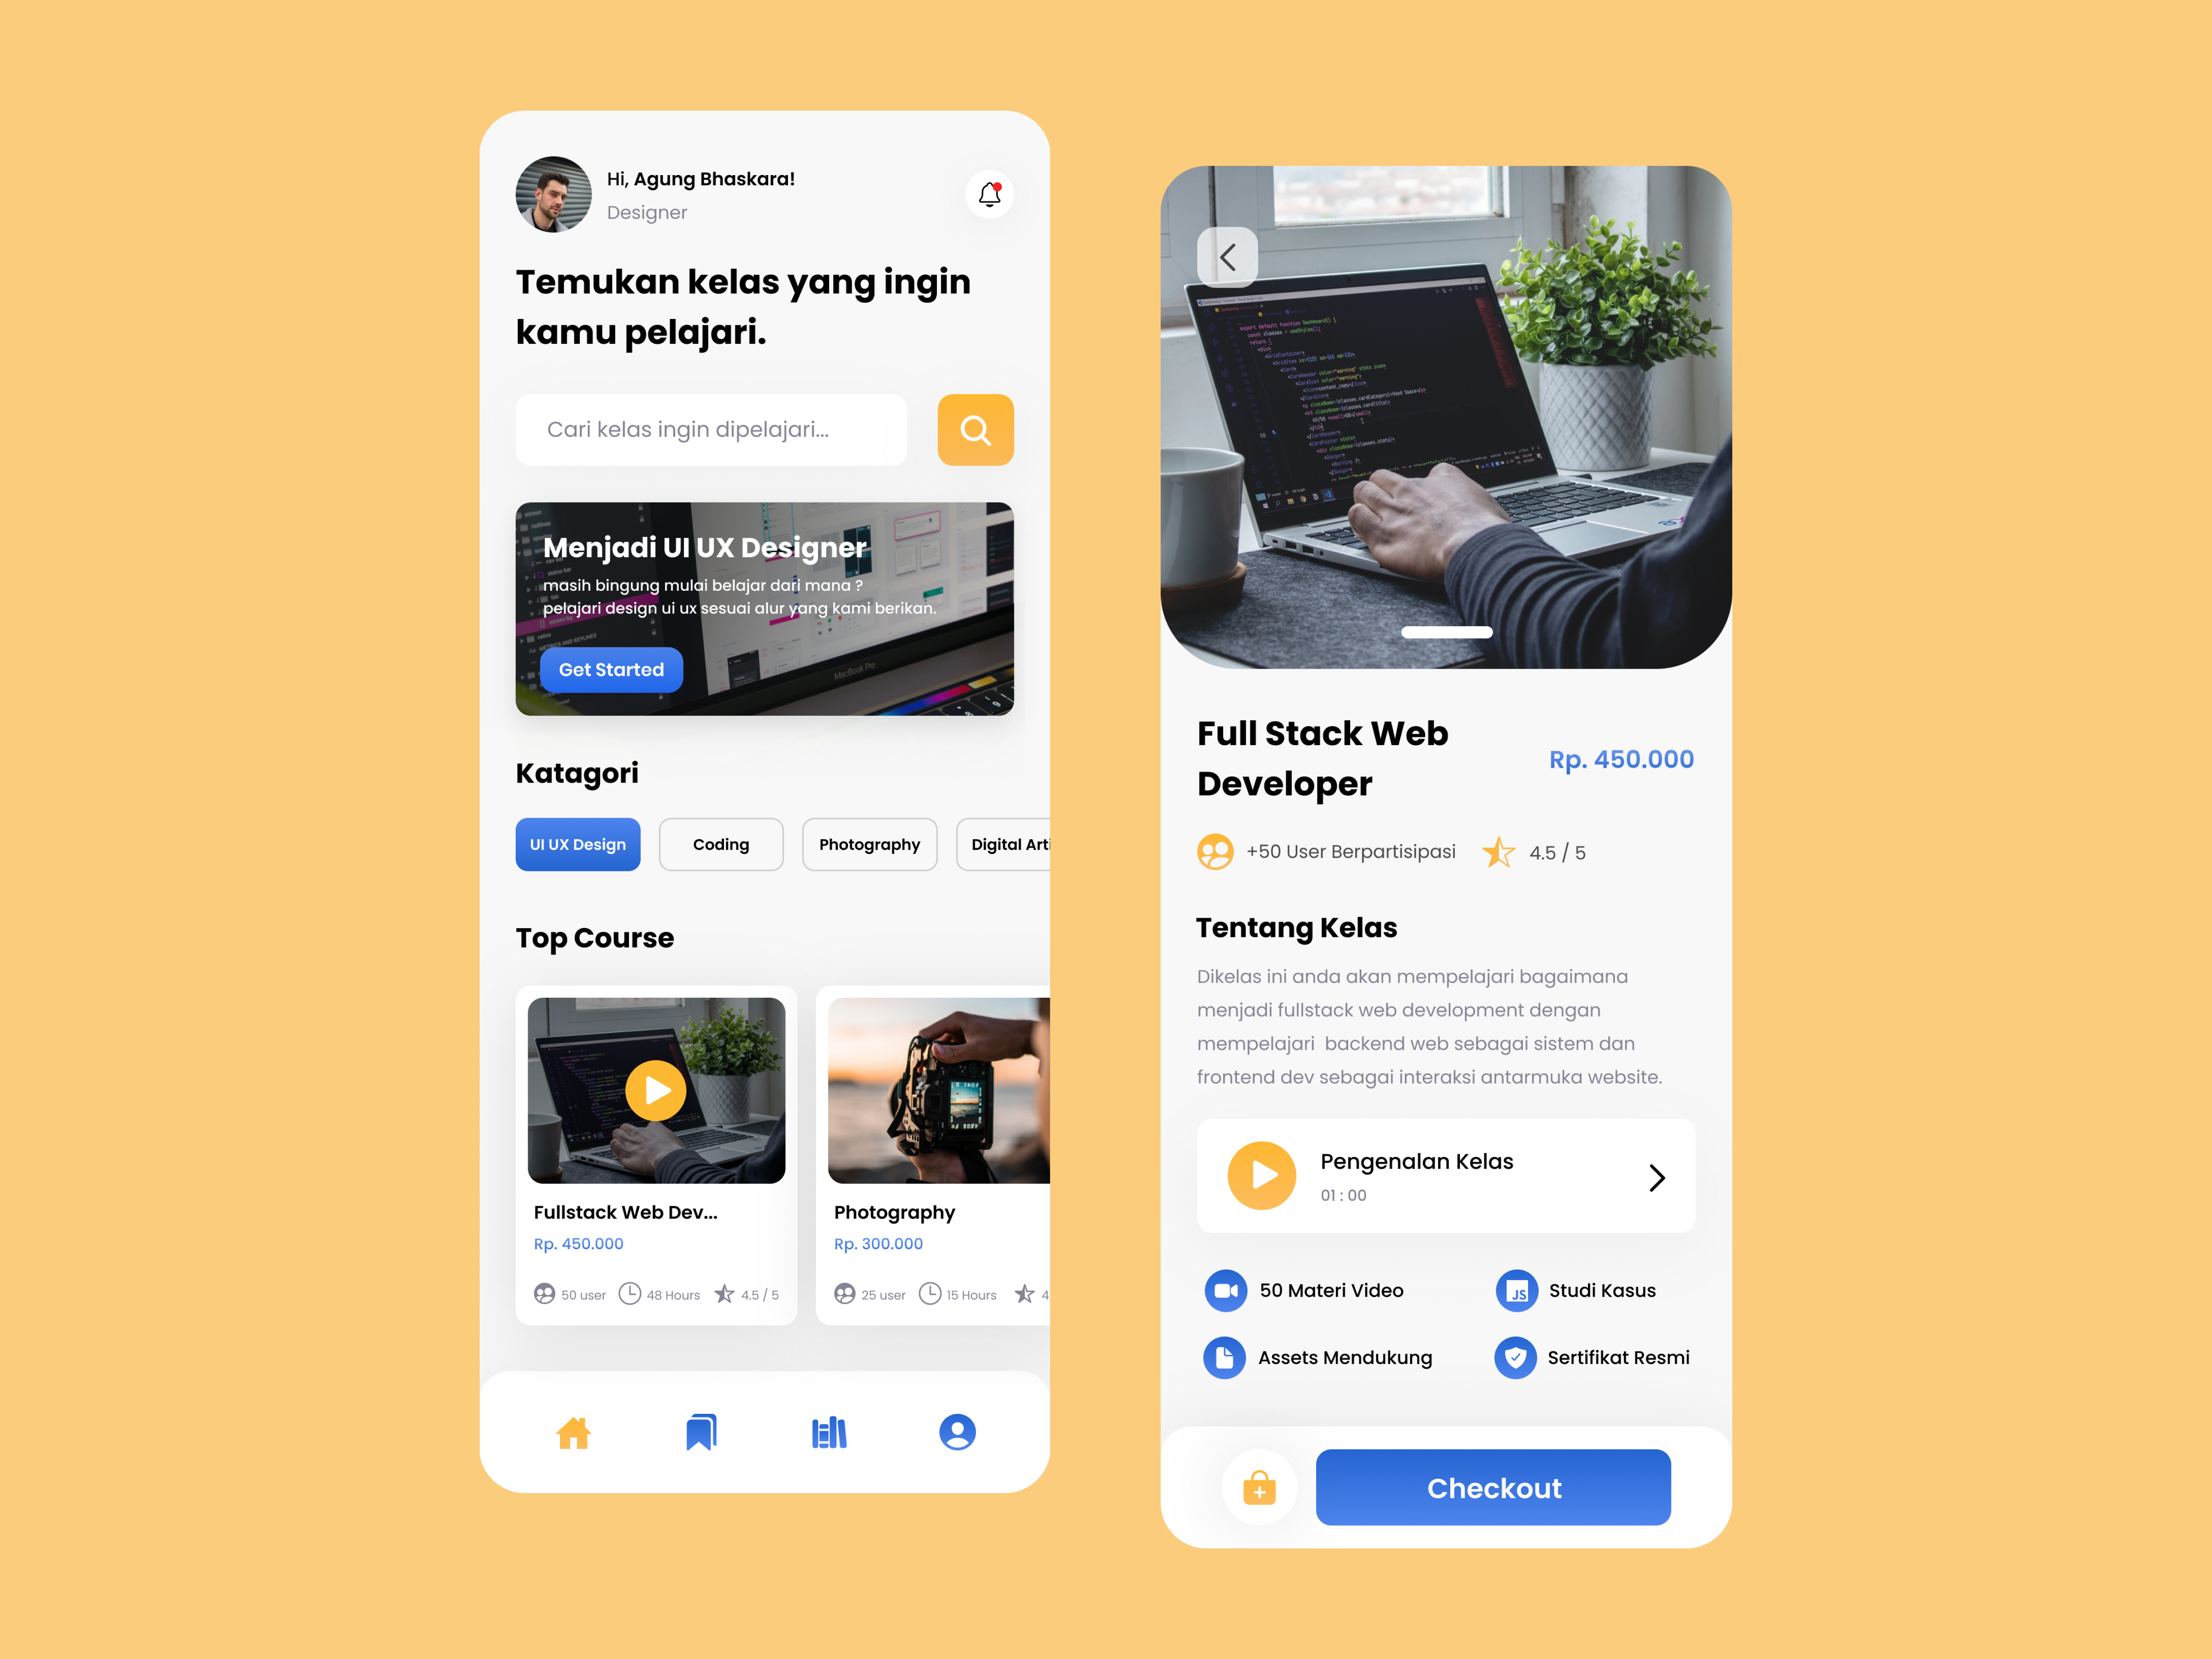 Hi, Agung Bhaskara!
Designer
Temukan kelas yang ingin
kamu pelajari.
Cari kelas ingin dipelajari...
Menjadi UI UX Designer
masih bingung mulai belajar dari mana ?
pelajari design ui ux sesuai alur yang kami berikan.
Get Started
MacBook Pro
Katagori
UI UX Design
Coding
Photography
Digital Arti
Top Course
Fullstack Web Dev...
Rp. 450.000
50 user
48 Hours
4.5 / 5
Photography
Rp. 300.000
25 user
15 Hours
4
Full Stack Web
Developer
Rp. 450.000
+50 User Berpartisipasi
4.5 / 5
Tentang Kelas
Dikelas ini anda akan mempelajari bagaimana
menjadi fullstack web development dengan
mempelajari  backend web sebagai sistem dan
frontend dev sebagai interaksi antarmuka website.
Pengenalan Kelas
01 : 00
50 Materi Video
JS
Studi Kasus
Assets Mendukung
Sertifikat Resmi
Checkout